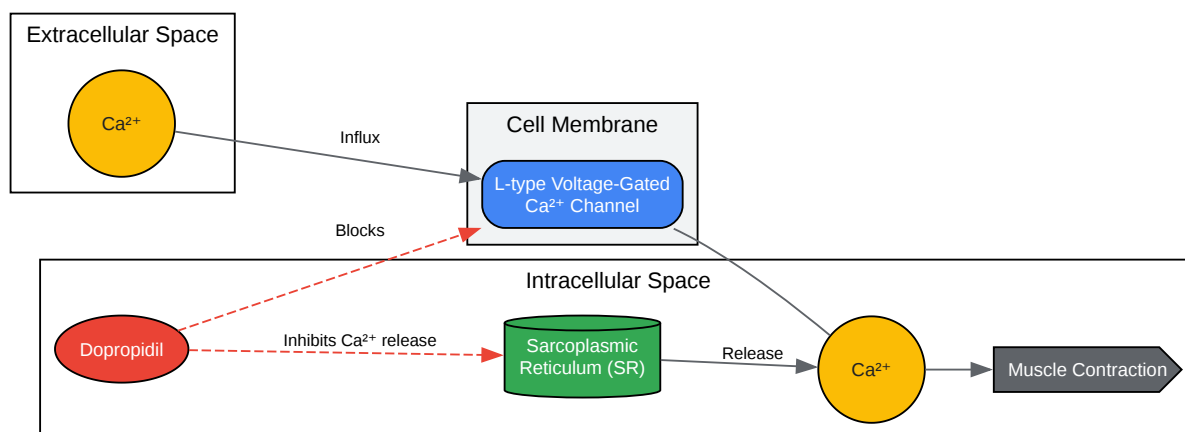 Extracellular Space
Ca²⁺
Influx
Cell Membrane
L-type Voltage-Gated
Ca²⁺ Channel
Blocks
Intracellular Space
Dopropidil
Inhibits Ca²⁺ release
Sarcoplasmic
Reticulum (SR)
Release
Ca²⁺
Muscle Contraction